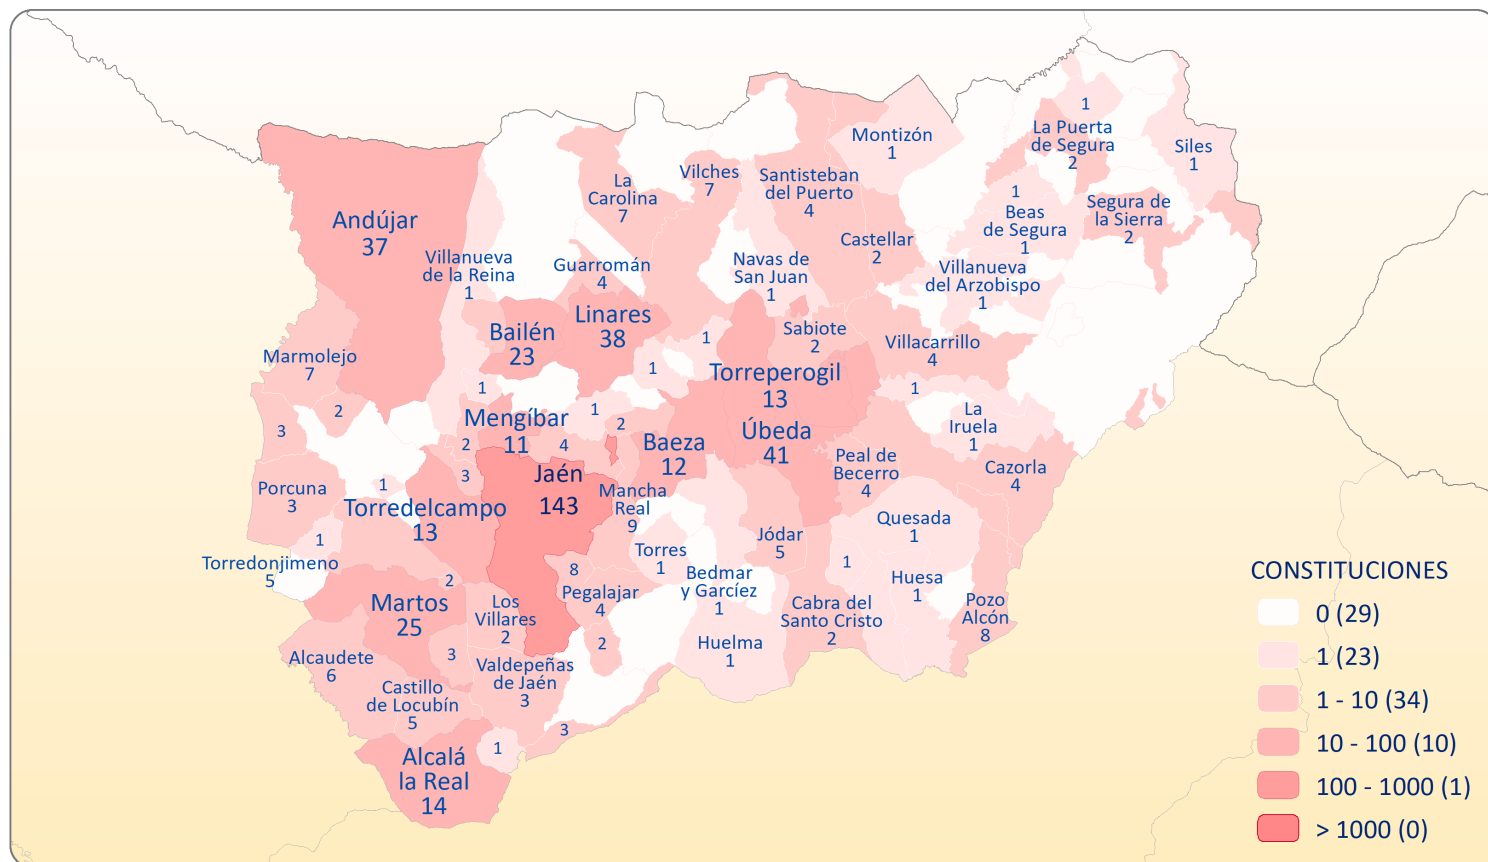 1
La Puerta
de Segura
2
Montizón
1
Siles
1
Vilches
7
Santisteban
del Puerto
4
La
Carolina
7
1
Beas
de Segura
1
Segura de
la Sierra
2
Andújar
37
Castellar
2
Villanueva
de la Reina
1
Guarromán
4
Navas de
San Juan
1
Villanueva
del Arzobispo
1
Linares
38
Bailén
23
Sabiote
2
1
Villacarrillo
4
Marmolejo
7
1
Torreperogil
13
1
1
2
3
Mengíbar
11
1
2
La
Iruela
1
Úbeda
41
Baeza
12
2
4
Jaén
143
Peal de
Becerro
4
Cazorla
4
3
1
Porcuna
3
Mancha
Real
9
Torredelcampo
13
Quesada
1
Jódar
5
1
Torres
1
Torredonjimeno
5
8
2
Bedmar
y Garcíez
1
1
Huesa
1
CONSTITUCIONES
0 (29)
1 (23)
1 - 10 (34)
10 - 100 (10)
100 - 1000 (1)
> 1000 (0)
Pegalajar
4
Martos
25
Los
Villares
2
Cabra del
Santo Cristo
2
Pozo
Alcón
8
Huelma
1
2
3
Alcaudete
6
Valdepeñas
de Jaén
3
Castillo
de Locubín
5
3
1
Alcalá
la Real
14